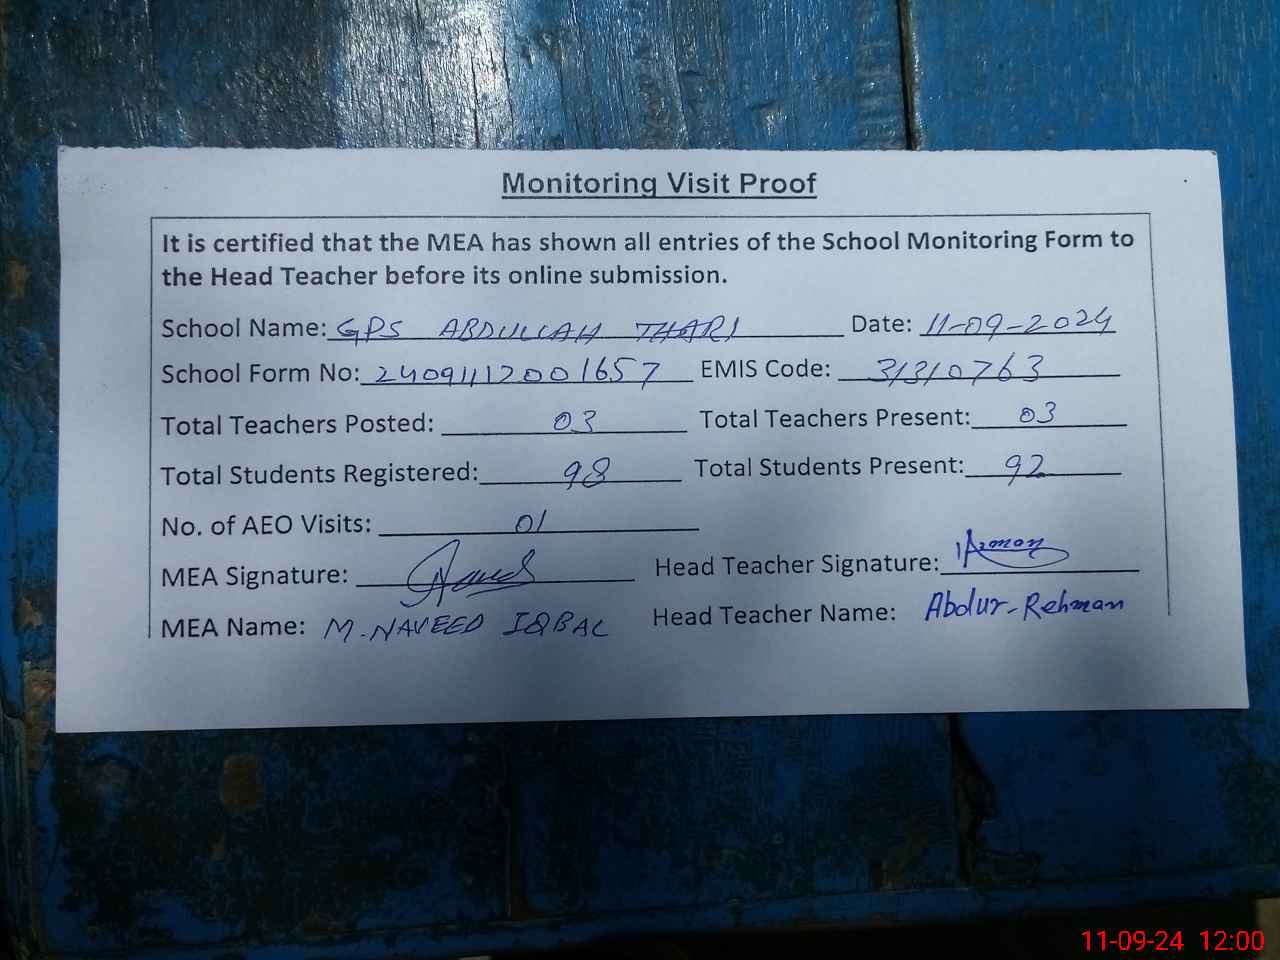 Monitoring Visit Proof
It is certified that the MEA has shown all entries of the School Monitoring Form to
the Head Teacher before its online submission.
School Name: GPS ABDULLAH THARI Date: 11-09-2024
School Form No: 24091112001657 EMIS Code: 31310763
Total Teachers Posted: 03 Total Teachers Present: 03
Total Students Registered: 98 Total Students Present: 92
No. of AEO Visits: 01
MEA Signature: Head Teacher Signature:
MEA Name: M. NAVEED IQBAL Head Teacher Name: Abdur-Rehman
11-09-24 12:00